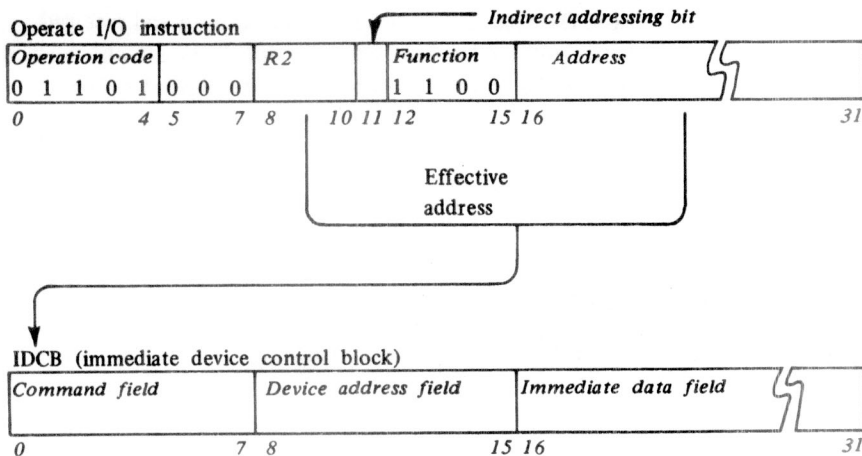 Indirect addressing bit
Operate I/O instruction
Operation code R2 Function Address
0 1 1 0 1 0 0 0 1 1 0 0
0 4 5 7 8 10 11 12 15 16 31
Effective
address
IDCB (immediate device control block)
Command field Device address field Immediate data field
0 7 8 15 16 31